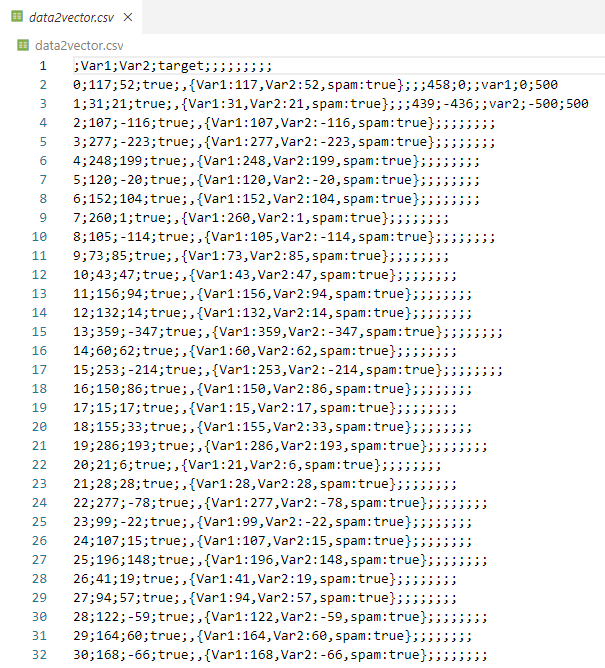 data2vector.csv ×
data2vector.csv
1 ;Var1;Var2;target;;;;;;;;;
2 0;117;52;true;,{Var1:117,Var2:52,spam:true};;;458;0;;var1;0;500
3 1;31;21;true;,{Var1:31,Var2:21,spam:true};;;439;-436;;var2;-500;500
4 2;107;-116;true;,{Var1:107,Var2:-116,spam:true};;;;;;;;
5 3;277;-223;true;,{Var1:277,Var2:-223,spam:true};;;;;;;;
6 4;248;199;true;,{Var1:248,Var2:199,spam:true};;;;;;;;
7 5;120;-20;true;,{Var1:120,Var2:-20,spam:true};;;;;;;;
8 6;152;104;true;,{Var1:152,Var2:104,spam:true};;;;;;;;
9 7;260;1;true;,{Var1:260,Var2:1,spam:true};;;;;;;;
10 8;105;-114;true;,{Var1:105,Var2:-114,spam:true};;;;;;;;
11 9;73;85;true;,{Var1:73,Var2:85,spam:true};;;;;;;;
12 10;43;47;true;,{Var1:43,Var2:47,spam:true};;;;;;;;
13 11;156;94;true;,{Var1:156,Var2:94,spam:true};;;;;;;;
14 12;132;14;true;,{Var1:132,Var2:14,spam:true};;;;;;;;
15 13;359;-347;true;,{Var1:359,Var2:-347,spam:true};;;;;;;;
16 14;60;62;true;,{Var1:60,Var2:62,spam:true};;;;;;;;
17 15;253;-214;true;,{Var1:253,Var2:-214,spam:true};;;;;;;;
18 16;150;86;true;,{Var1:150,Var2:86,spam:true};;;;;;;;
19 17;15;17;true;,{Var1:15,Var2:17,spam:true};;;;;;;;
20 18;155;33;true;,{Var1:155,Var2:33,spam:true};;;;;;;;
21 19;286;193;true;,{Var1:286,Var2:193,spam:true};;;;;;;;
22 20;21;6;true;,{Var1:21,Var2:6,spam:true};;;;;;;;
23 21;28;28;true;,{Var1:28,Var2:28,spam:true};;;;;;;;
24 22;277;-78;true;,{Var1:277,Var2:-78,spam:true};;;;;;;;
25 23;99;-22;true;,{Var1:99,Var2:-22,spam:true};;;;;;;;
26 24;107;15;true;,{Var1:107,Var2:15,spam:true};;;;;;;;
27 25;196;148;true;,{Var1:196,Var2:148,spam:true};;;;;;;;
28 26;41;19;true;,{Var1:41,Var2:19,spam:true};;;;;;;;
29 27;94;57;true;,{Var1:94,Var2:57,spam:true};;;;;;;;
30 28;122;-59;true;,{Var1:122,Var2:-59,spam:true};;;;;;;;
31 29;164;60;true;,{Var1:164,Var2:60,spam:true};;;;;;;;
32 30;168;-66;true;,{Var1:168,Var2:-66,spam:true};;;;;;;;